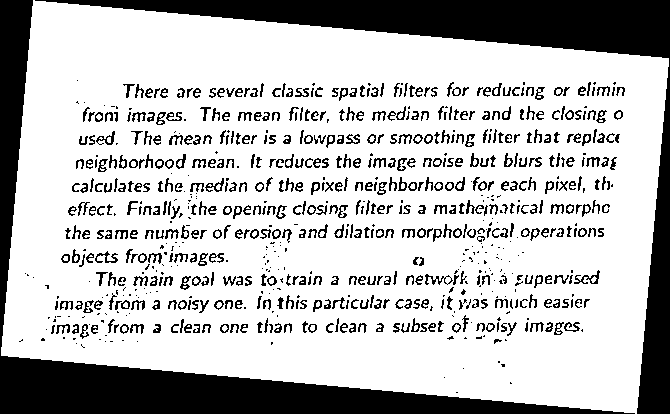 There are several classic spatial filters for reducing or elimin
from images. The mean filter, the median filter and the closing o
used. The mean filter is a lowpass or smoothing filter that replac
neighborhood mean. It reduces the image noise but blurs the imag
calculates the median of the pixel neighborhood for each pixel, th
effect. Finally, the opening closing filter is a mathematical morpho
the same number of erosion and dilation morphological operations
objects from images.
The main goal was to train a neural network in a supervised
image from a noisy one. In this particular case, it was much easier
image from a clean one than to clean a subset of noisy images.